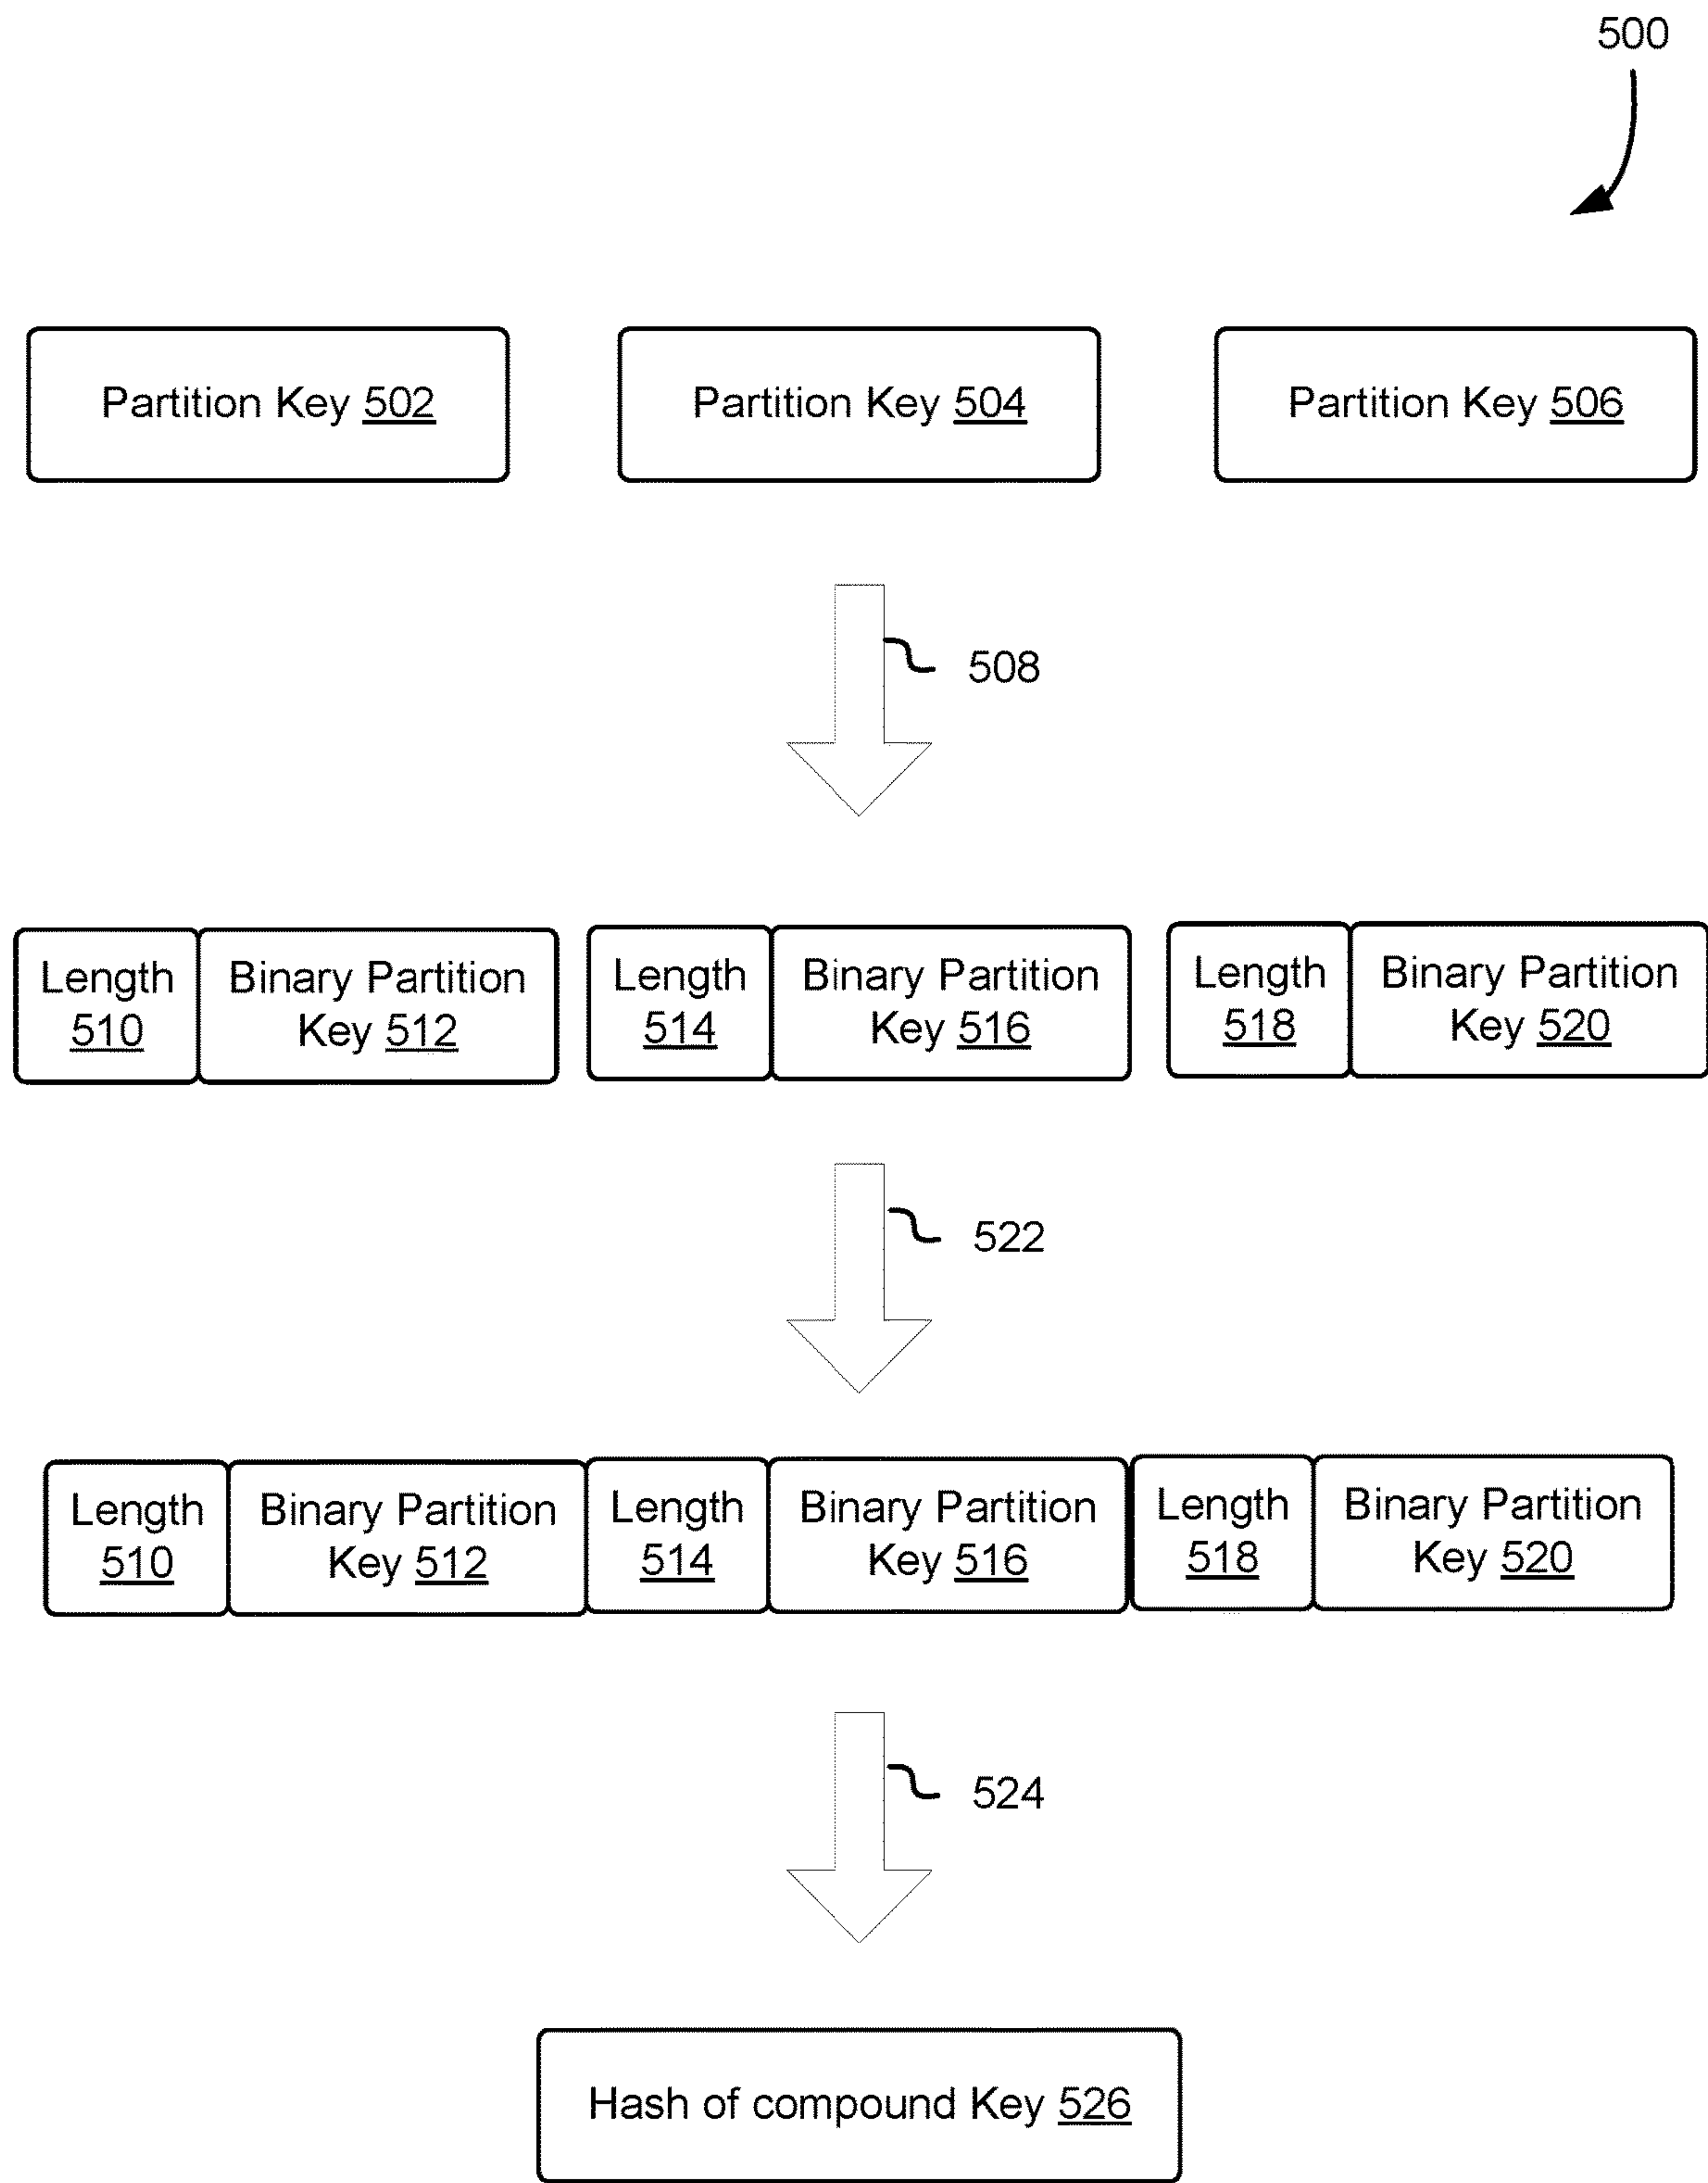 500
Partition Key 502
Partition Key 504
Partition Key 506
508
Length
510
Binary Partition
Key 512
Length
514
Binary Partition
Key 516
Length
518
Binary Partition
Key 520
522
Length
510
Binary Partition
Key 512
Length
514
Binary Partition
Key 516
Length
518
Binary Partition
Key 520
524
Hash of compound Key 526